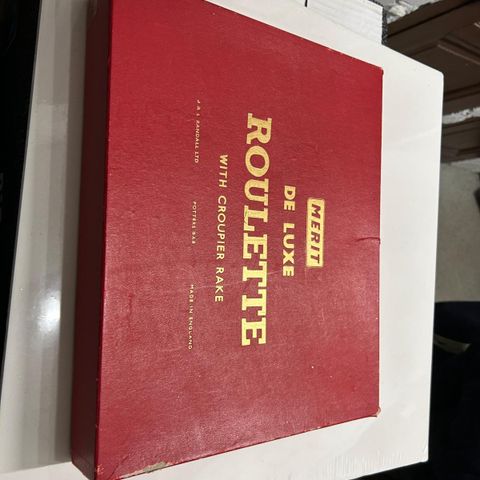 MERIT
DE LUXE
ROULETTE
WITH CROUPIER RAKE
J & L RANDALL LTD POTTERS BAR MADE IN ENGLAND